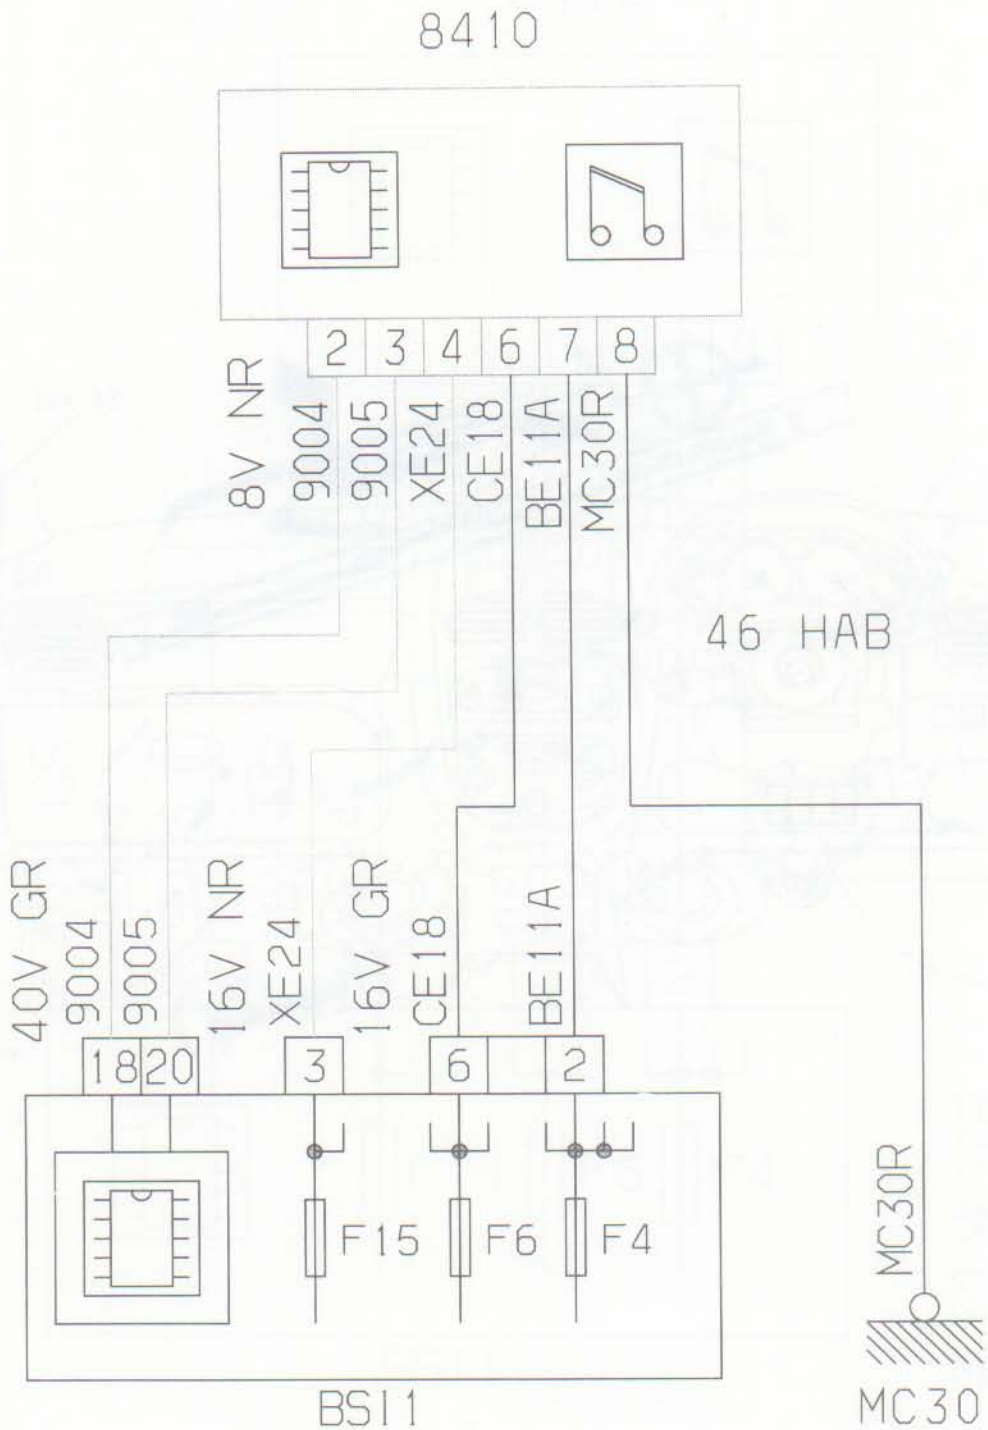 8410
2 3 4 6 7 8
8V NR
9004
9005
XE24
CE18
BE11A
MC30R
46 HAB
40V GR
9004
9005
16V NR
XE24
16V GR
CE18
BE11A
18 20 3 6 2
F15 F6 F4
MC30R
BSI1
MC30